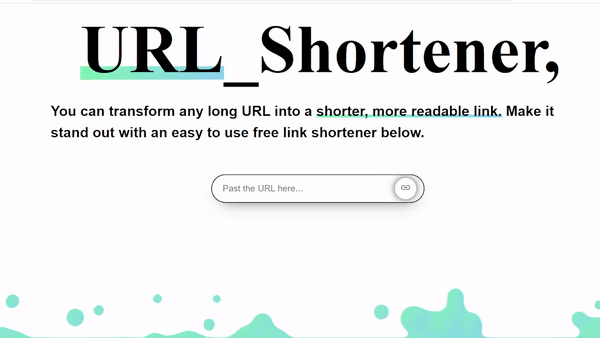 URL_Shortener,
You can transform any long URL into a shorter, more readable link. Make it
stand out with an easy to use free link shortener below.
Past the URL here...